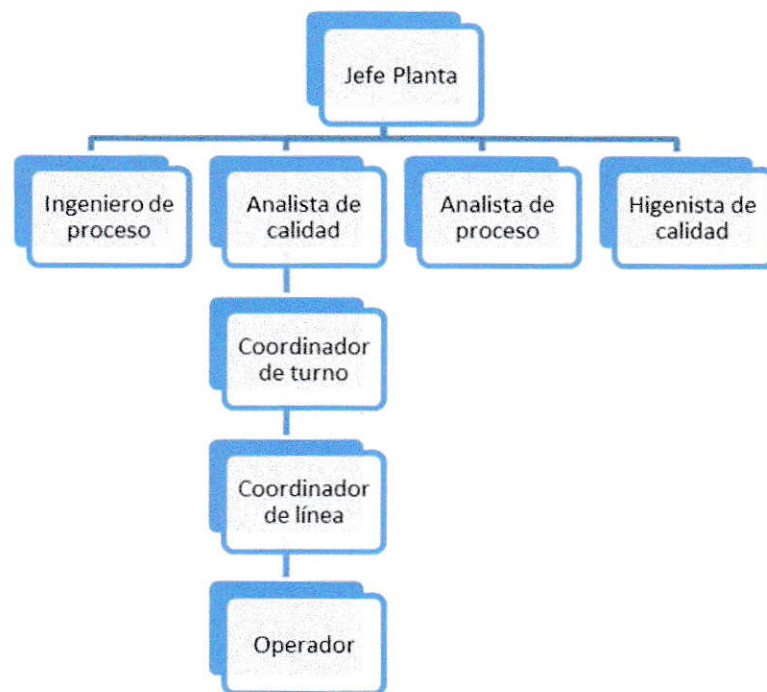 Jefe Planta
Ingeniero de
proceso
Analista de
calidad
Analista de
proceso
Higenista de
calidad
Coordinador
de turno
Coordinador
de línea
Operador